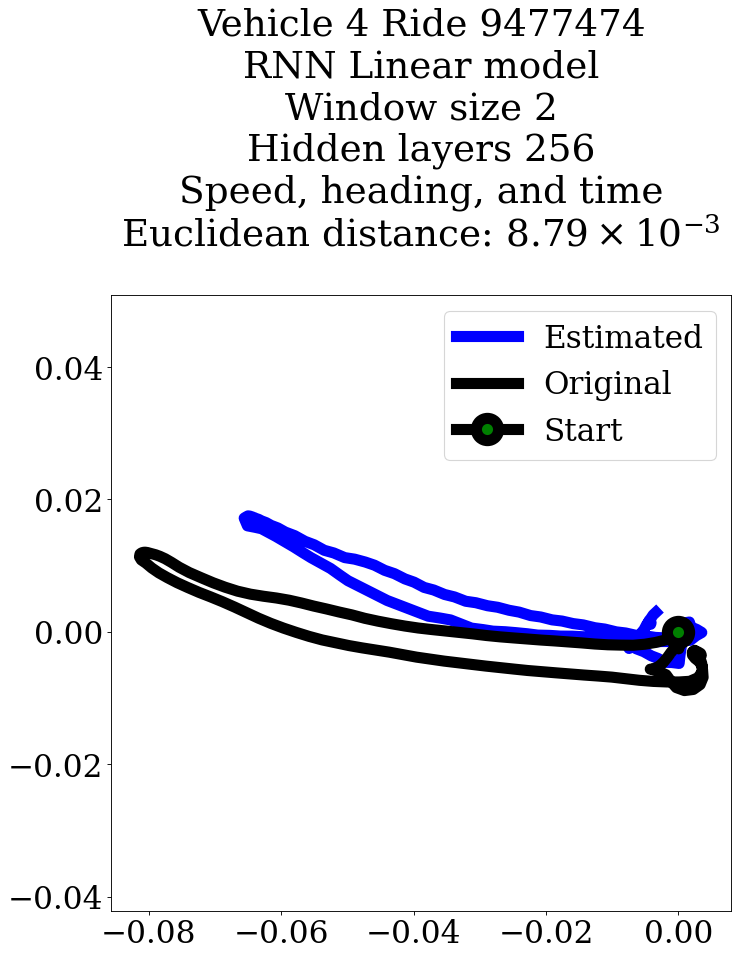 Vehicle 4 Ride 9477474
RNN Linear model
Window size 2
Hidden layers 256
Speed, heading, and time
Euclidean distance: 8.79 × 10⁻³
Estimated
Original
Start
0.04
0.02
0.00
−0.02
−0.04
−0.08 −0.06 −0.04 −0.02 0.00